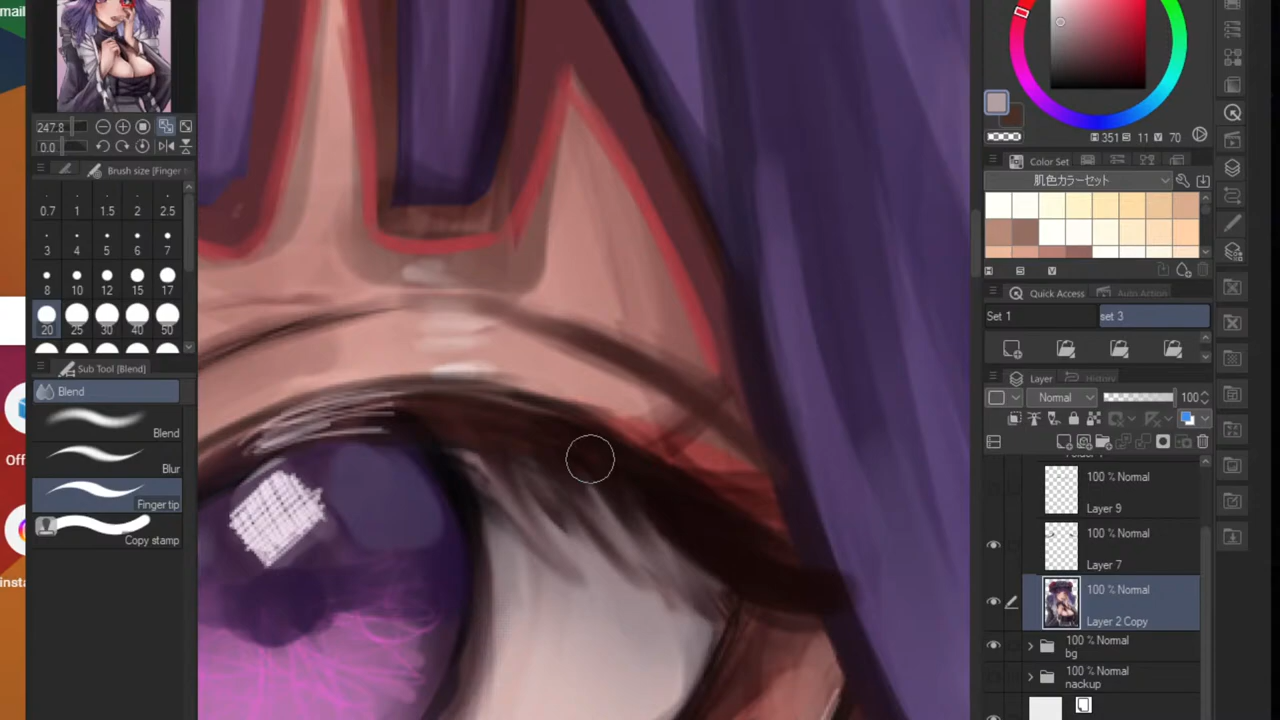 mail
Off
insta
247.8
0.0
Brush size [Finger
0.7 1 1.5 2 2.5
3 4 5 6 7
8 10 12 15 17
20 25 30 40 50
Sub Tool [Blend]
Blend
Blend
Blur
Finger tip
Copy stamp
H 351 S 11 V 70
Color Set
肌色カラーセット
H S V
Quick Access
Auto Action
Set 1
set 3
Layer
History
Normal
100
100 % Normal
Layer 9
100 % Normal
Layer 7
100 % Normal
Layer 2 Copy
100 % Normal
bg
100 % Normal
nackup